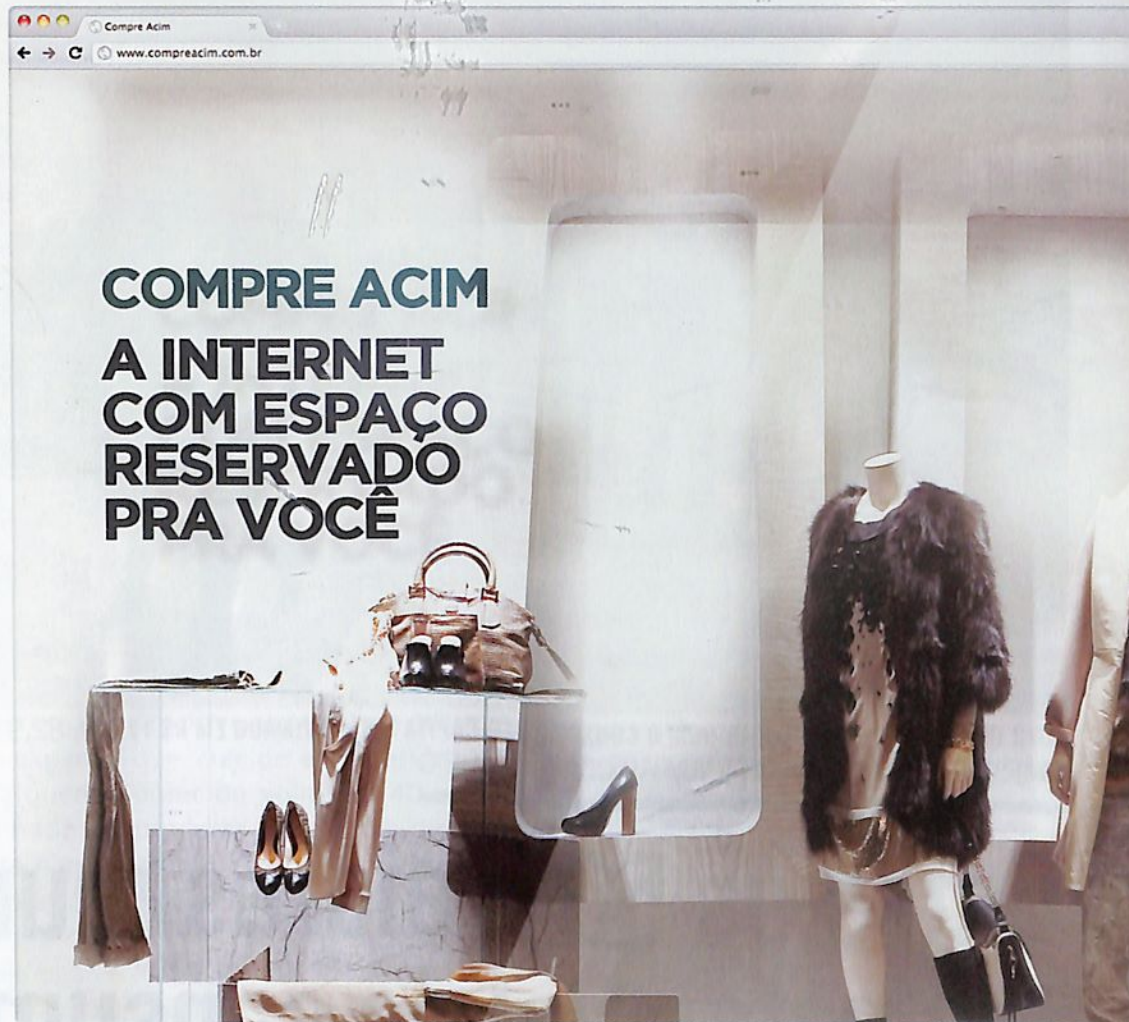 Compre Acim
www.compreacim.com.br
COMPRE ACIM
A INTERNET
COM ESPAÇO
RESERVADO
PRA VOCÊ